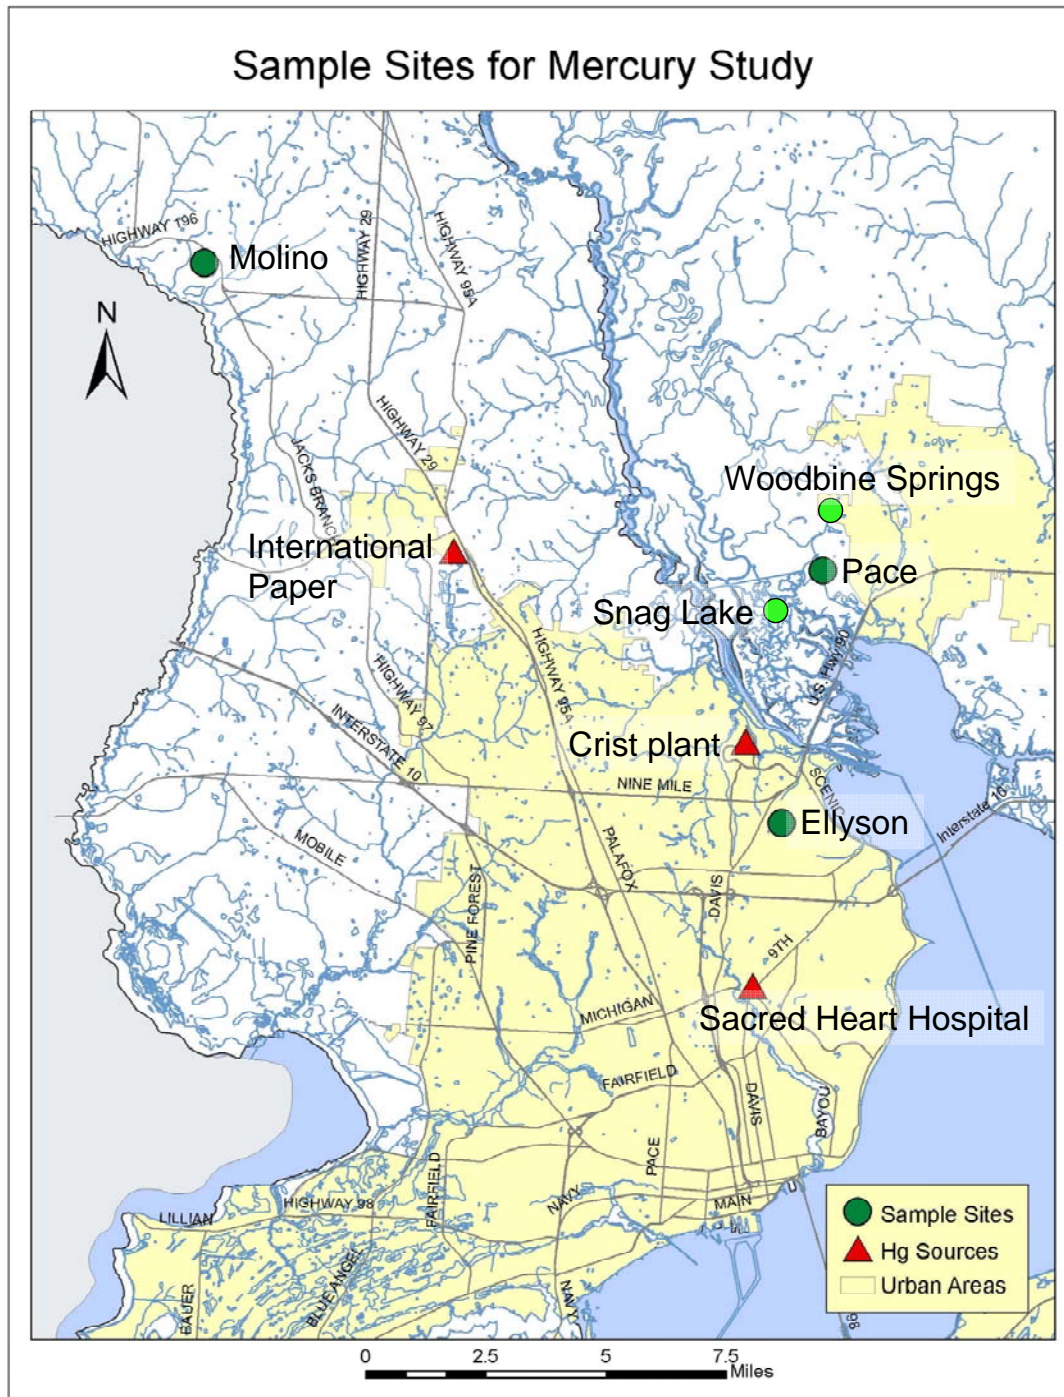 Sample Sites for Mercury Study
HIGHWAY 196
HIGHWAY 29
HIGHWAY 95A
Molino
N
HIGHWAY 29
JACKS BRANCH
Woodbine Springs
International
Paper
Pace
Snag Lake
U.S. Hwy 90
HIGHWAY 95A
HIGHWAY 97
INTERSTATE 10
Crist plant
NINE MILE
SCENIC
Ellyson
Interstate 10
MOBILE
PALAFOX
DAVIS
PINE FOREST
9TH
MICHIGAN
Sacred Heart Hospital
FAIRFIELD
DAVIS
BAYOU
PACE
FAIRFIELD
NAVY
MAIN
HIGHWAY 98
LILLIAN
BLUE ANGEL
BAUER
NAVY
98
Sample Sites
Hg Sources
Urban Areas
0 2.5 5 7.5
Miles